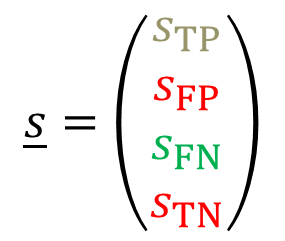 s_TP
s_FP
s = ( )
s_FN
s_TN